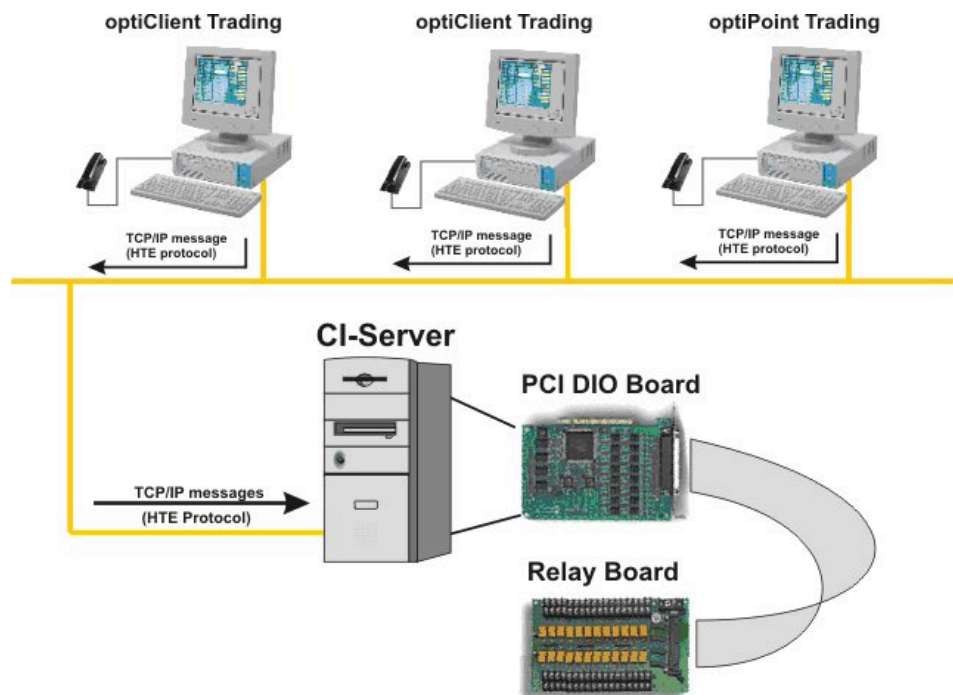 optiClient Trading
optiClient Trading
optiPoint Trading
TCP/IP message
(HTE protocol)
TCP/IP message
(HTE protocol)
TCP/IP message
(HTE protocol)
CI-Server
PCI DIO Board
TCP/IP messages
(HTE Protocol)
Relay Board